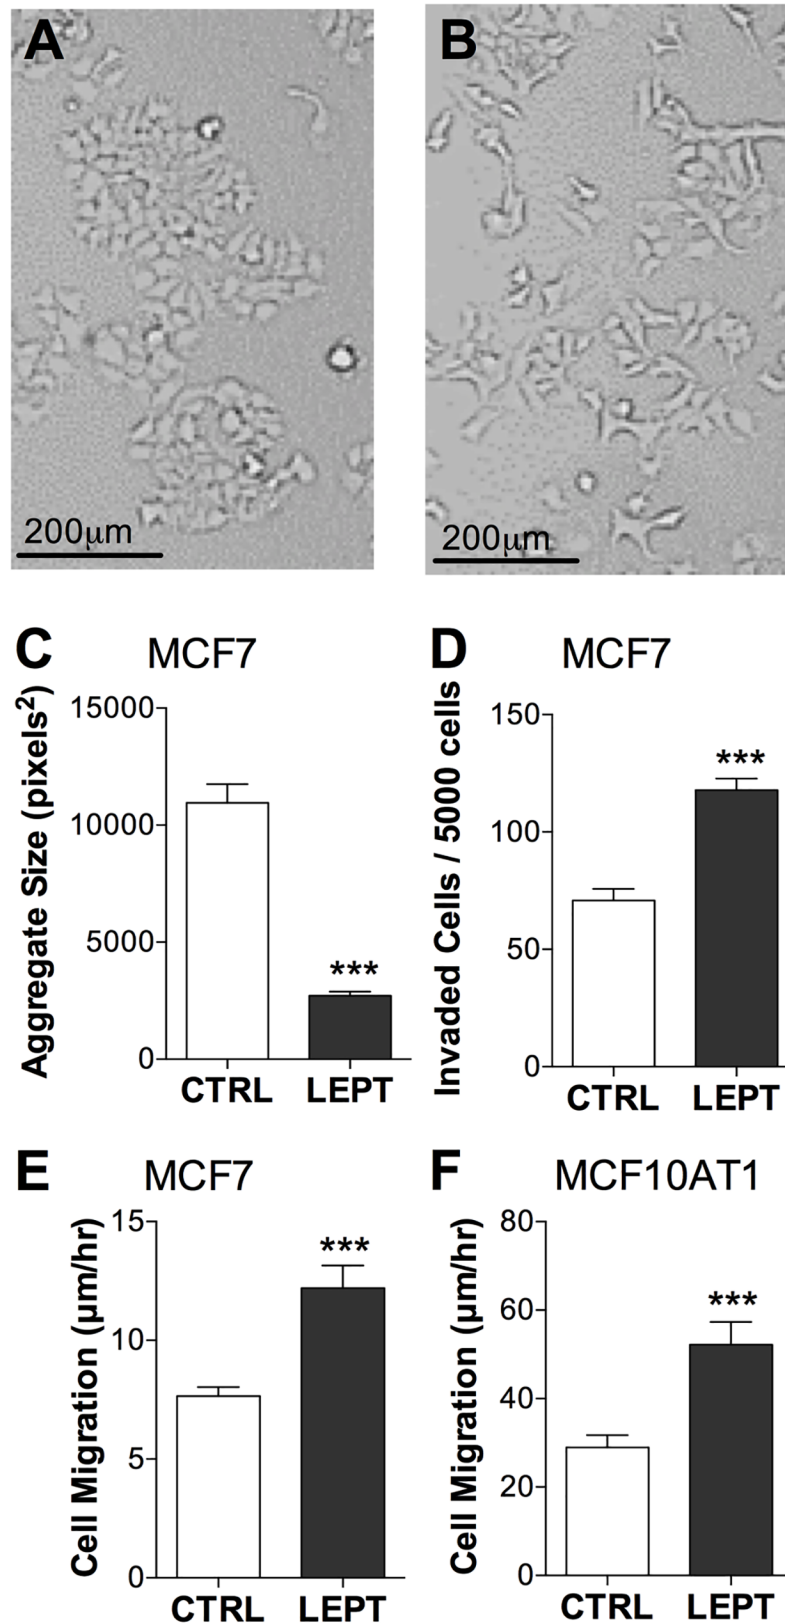 A
B
200μm
200μm
C
MCF7
Aggregate Size (pixels²)
15000
10000
5000
0
***
CTRL
LEPT
D
MCF7
Invaded Cells / 5000 cells
150
100
50
0
***
CTRL
LEPT
E
MCF7
Cell Migration (μm/hr)
15
10
5
0
***
CTRL
LEPT
F
MCF10AT1
Cell Migration (μm/hr)
80
60
40
20
0
***
CTRL
LEPT